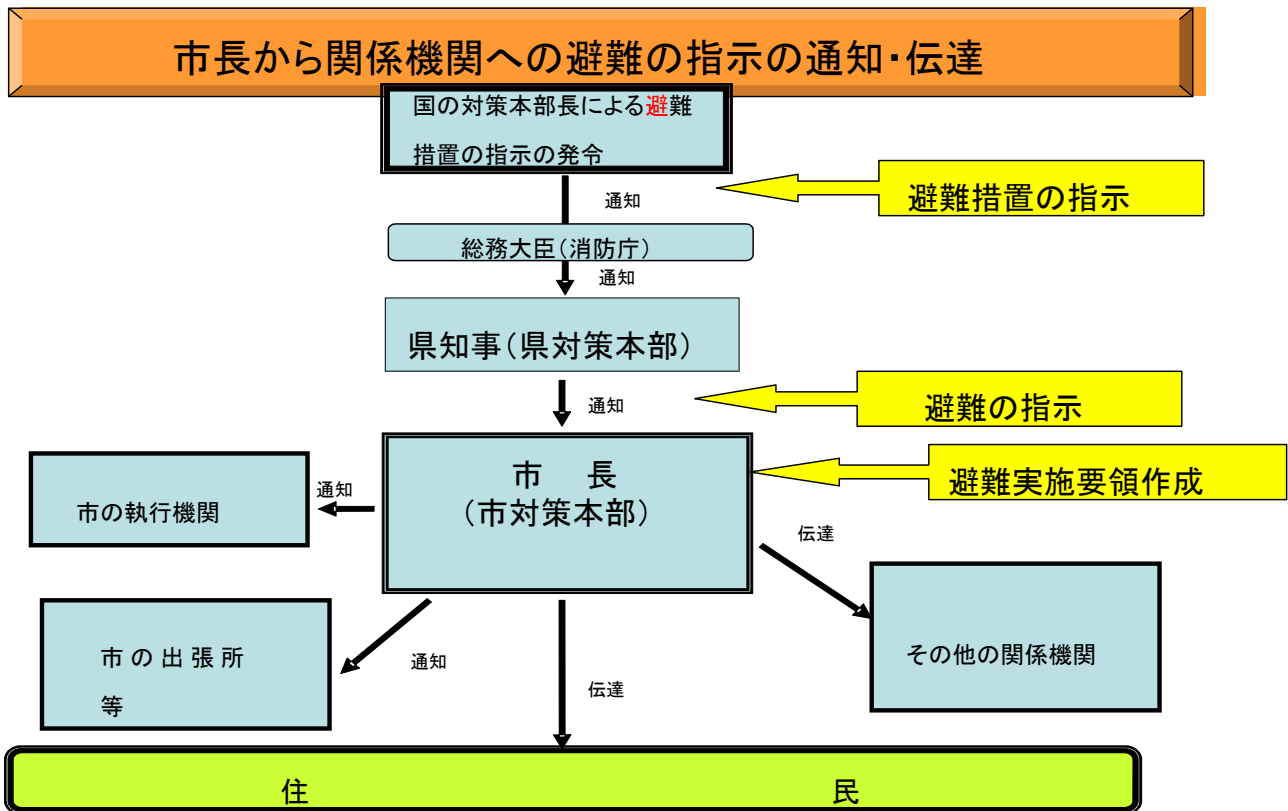 市長から関係機関への避難の指示の通知・伝達
国の対策本部長による避難
措置の指示の発令
通知
避難措置の指示
総務大臣(消防庁)
通知
県知事(県対策本部)
通知
避難の指示
市 長
(市対策本部)
避難実施要領作成
通知
市の執行機関
伝達
市の出張所
等
通知
伝達
その他の関係機関
住 民